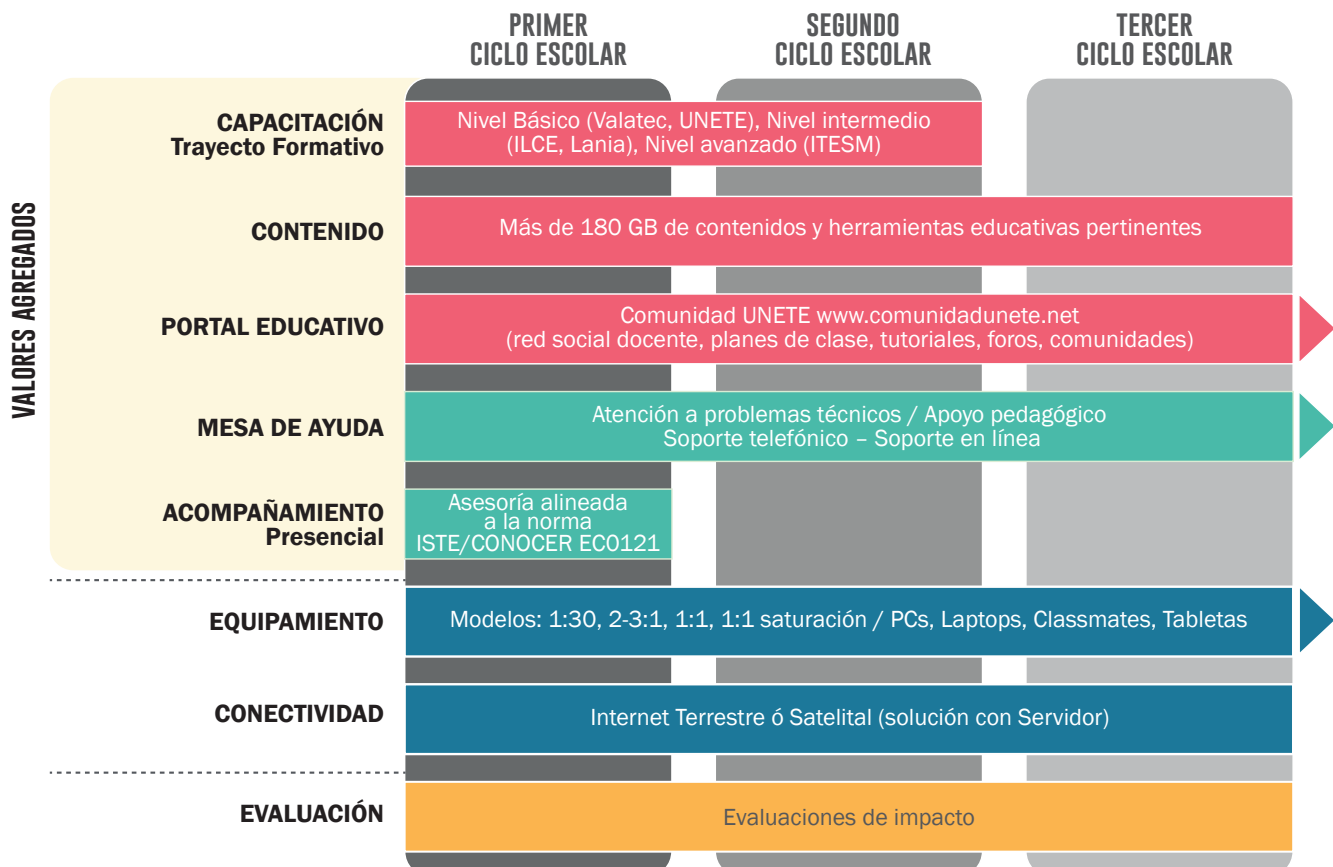 PRIMER
CICLO ESCOLAR
SEGUNDO
CICLO ESCOLAR
TERCER
CICLO ESCOLAR
VALORES AGREGADOS
CAPACITACIÓN
Trayecto Formativo
Nivel Básico (Valatec, UNETE), Nivel intermedio
(ILCE, Lania), Nivel avanzado (ITESM)
CONTENIDO
Más de 180 GB de contenidos y herramientas educativas pertinentes
PORTAL EDUCATIVO
Comunidad UNETE www.comunidadunete.net
(red social docente, planes de clase, tutoriales, foros, comunidades)
MESA DE AYUDA
Atención a problemas técnicos / Apoyo pedagógico
Soporte telefónico – Soporte en línea
ACOMPAÑAMIENTO
Presencial
Asesoría alineada
a la norma
ISTE/CONOCER EC0121
EQUIPAMIENTO
Modelos: 1:30, 2-3:1, 1:1, 1:1 saturación / PCs, Laptops, Classmates, Tabletas
CONECTIVIDAD
Internet Terrestre ó Satelital (solución con Servidor)
EVALUACIÓN
Evaluaciones de impacto